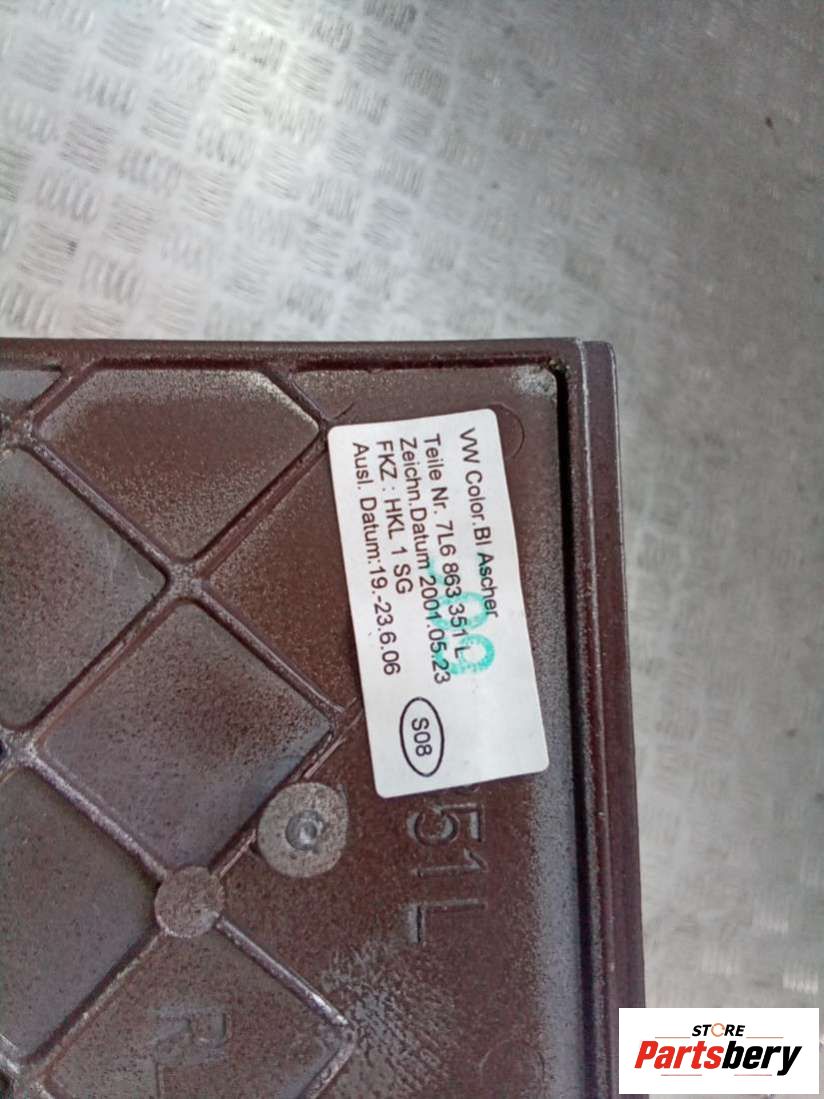 VW Color.Bl Ascher
Teile Nr. 7L6 863 351 L
Zeichn.Datum 2001.05.23
FKZ : HKL 1 SG
Ausl. Datum:19.-23.6.06
S08
51L
STORE
Partsbery